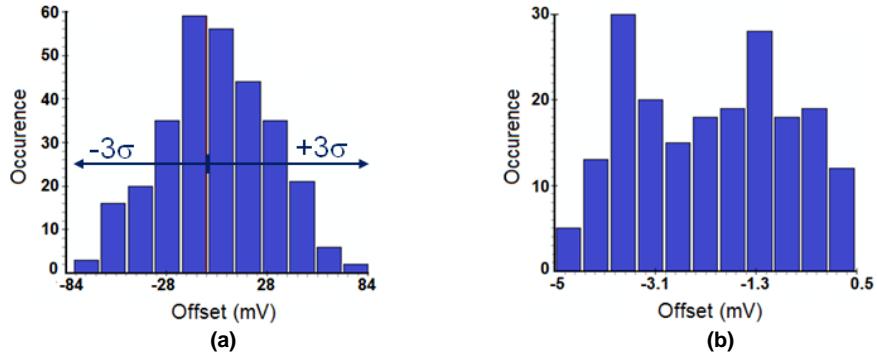 60
50
40
30
20
10
0
Occurence
-3σ
+3σ
-84
-28
28
84
Offset (mV)
(a)
30
20
10
0
Occurence
-5
-3.1
-1.3
0.5
Offset (mV)
(b)